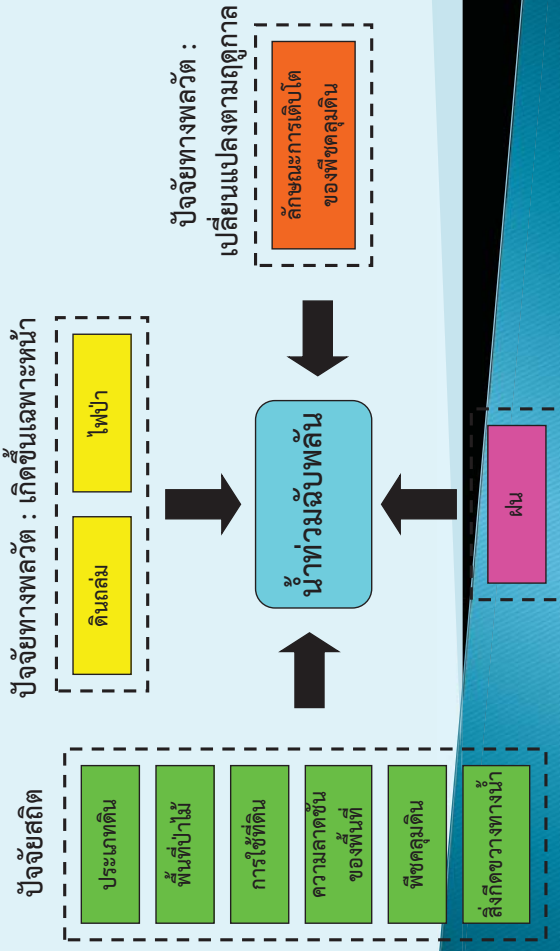 ปัจจัยสถิต
ประเภทดิน
พื้นที่ป่าไม้
การใช้ที่ดิน
ความลาดชัน
ของพื้นที่
พืชคลุมดิน
สิ่งกีดขวางทางน้ำ
ปัจจัยทางพลวัต : เกิดขึ้นเฉพาะหน้า
ดินถล่ม
ไฟป่า
น้ำท่วมฉับพลัน
ฝน
ปัจจัยทางพลวัต :
เปลี่ยนแปลงตามฤดูกาล
ลักษณะการเติบโต
ของพืชคลุมดิน